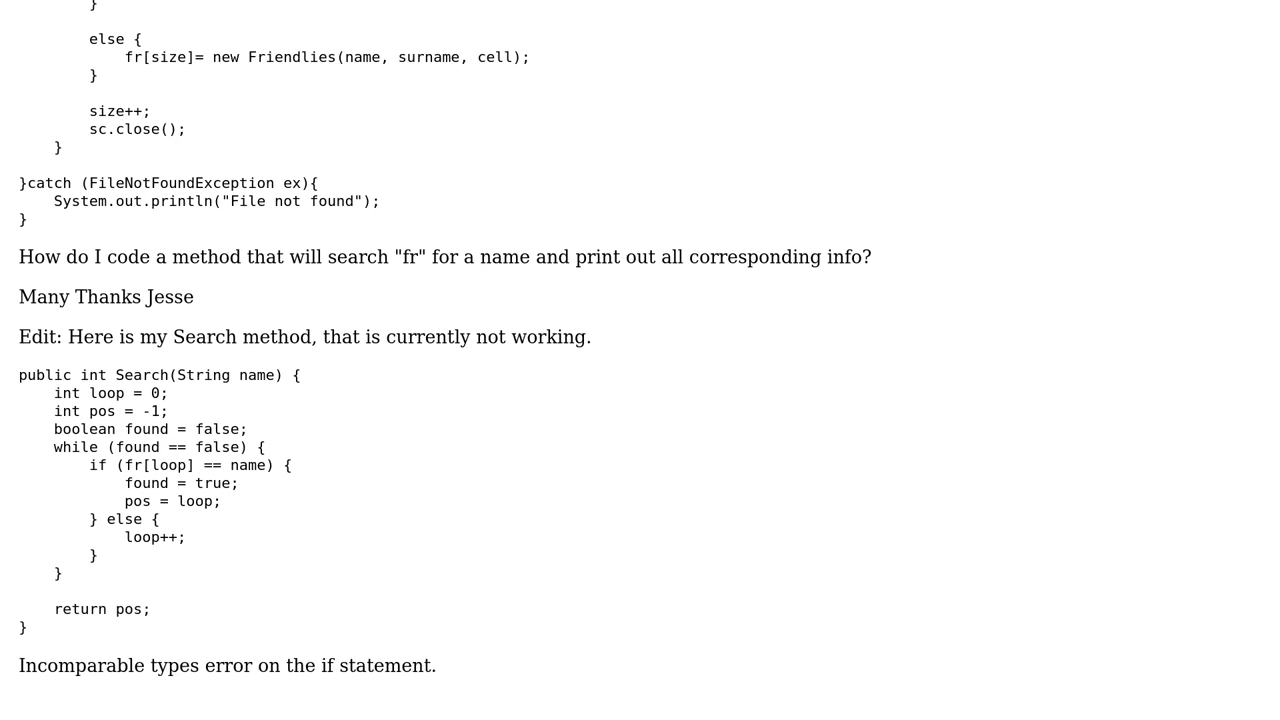 }
        else {
            fr[size]= new Friendlies(name, surname, cell);
        }
        size++;
        sc.close();
    }
}catch (FileNotFoundException ex){
    System.out.println("File not found");
}
How do I code a method that will search "fr" for a name and print out all corresponding info?
Many Thanks Jesse
Edit: Here is my Search method, that is currently not working.
public int Search(String name) {
    int loop = 0;
    int pos = -1;
    boolean found = false;
    while (found == false) {
        if (fr[loop] == name) {
            found = true;
            pos = loop;
        } else {
            loop++;
        }
    }
    return pos;
}
Incomparable types error on the if statement.